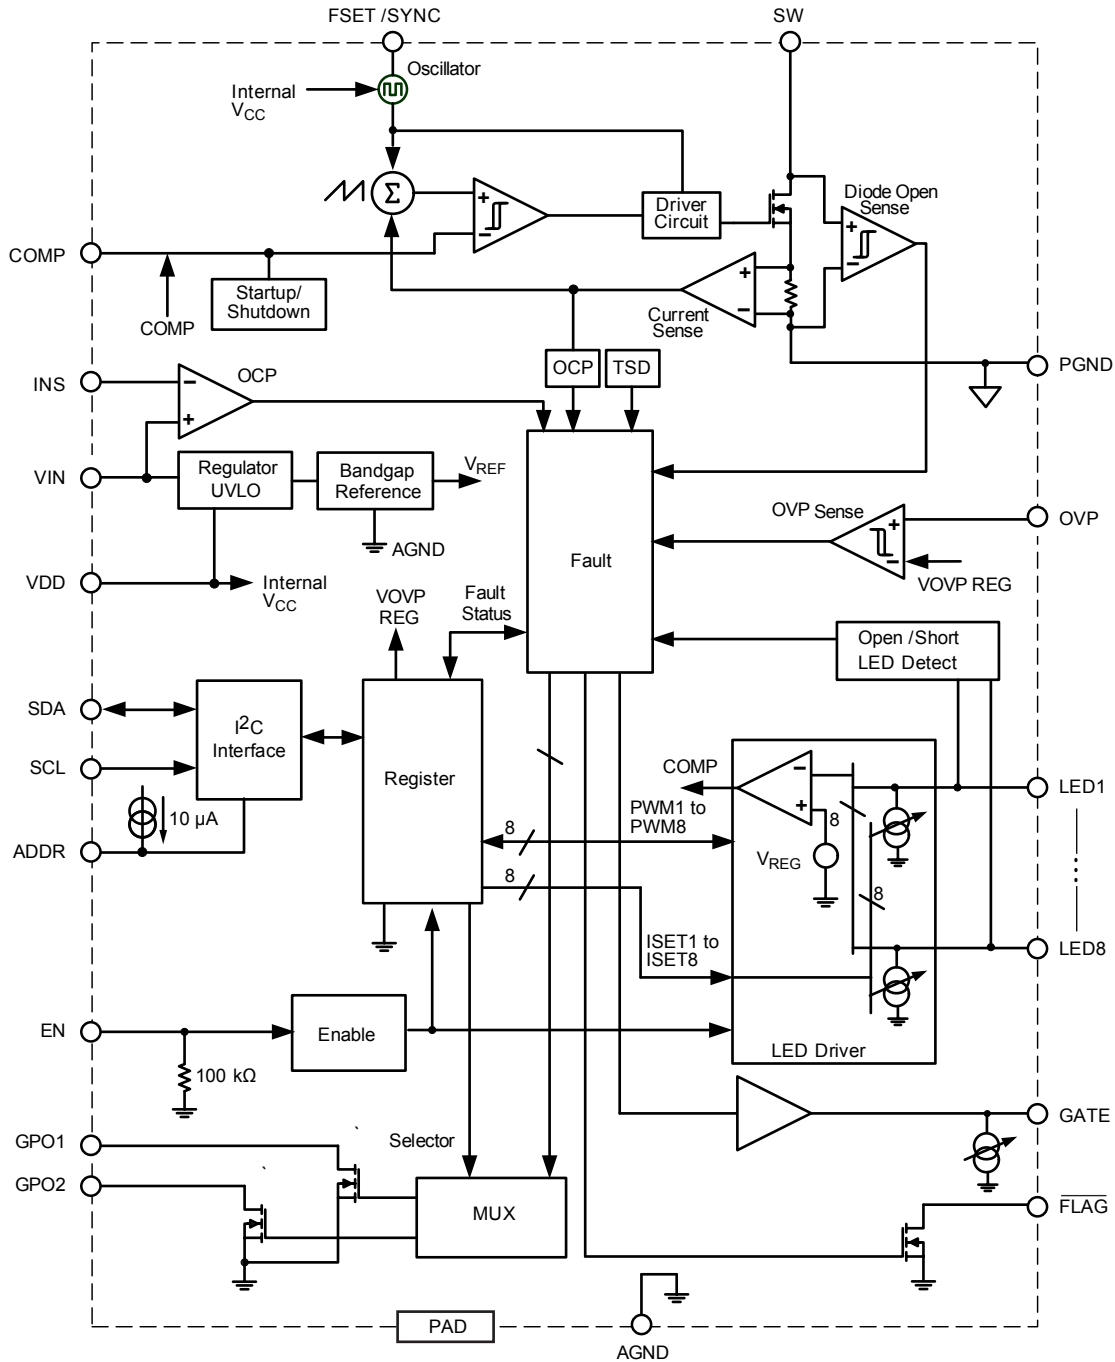 FSET /SYNC
SW
Oscillator
Internal
VCC
Σ
+
−
Driver
Circuit
Diode Open
Sense
+
−
COMP
Startup/
Shutdown
COMP
Current
Sense
+
−
OCP
TSD
PGND
INS
−
+
OCP
VIN
Regulator
UVLO
Bandgap
Reference
VREF
AGND
Fault
OVP Sense
+
−
OVP
VOVP REG
VDD
Internal
VCC
VOVP
REG
Fault
Status
Open /Short
LED Detect
SDA
I2C
Interface
SCL
10 µA
ADDR
Register
COMP
−
+
8
VREG
8
LED1
PWM1 to
PWM8
8
8
ISET1 to
ISET8
LED8
LED Driver
EN
Enable
100 kΩ
GATE
GPO1
Selector
GPO2
MUX
FLAG
PAD
AGND